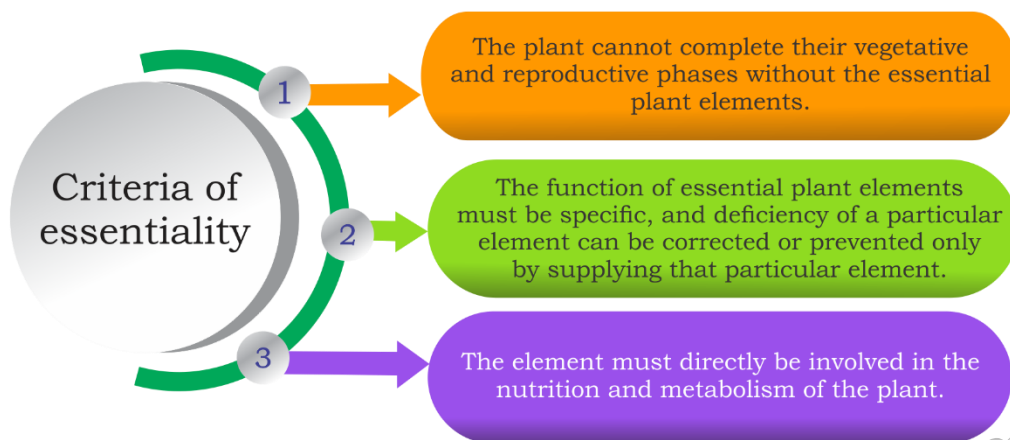 Criteria of
essentiality
1
The plant cannot complete their vegetative
and reproductive phases without the essential
plant elements.
2
The function of essential plant elements
must be specific, and deficiency of a particular
element can be corrected or prevented only
by supplying that particular element.
3
The element must directly be involved in the
nutrition and metabolism of the plant.